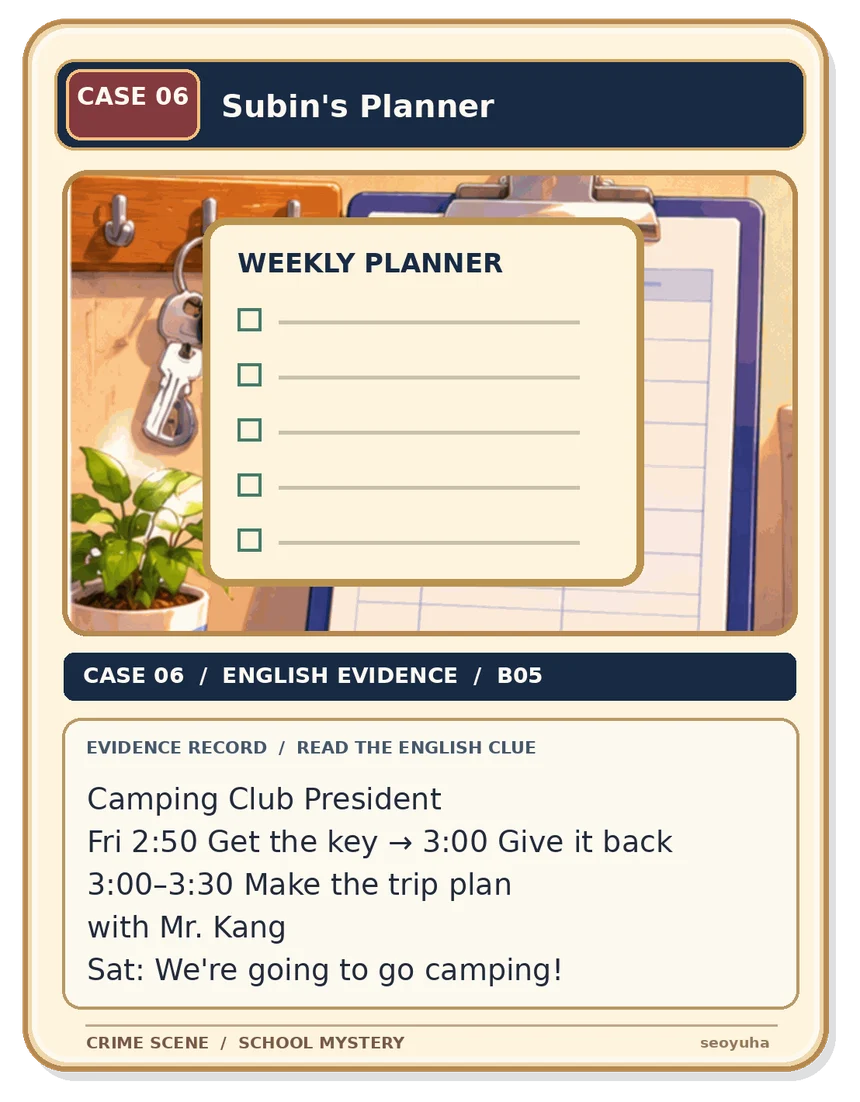 CASE 06
Subin's Planner
WEEKLY PLANNER
CASE 06 / ENGLISH EVIDENCE / B05
EVIDENCE RECORD / READ THE ENGLISH CLUE
Camping Club President
Fri 2:50 Get the key → 3:00 Give it back
3:00–3:30 Make the trip plan
with Mr. Kang
Sat: We're going to go camping!
CRIME SCENE / SCHOOL MYSTERY
seoyuha